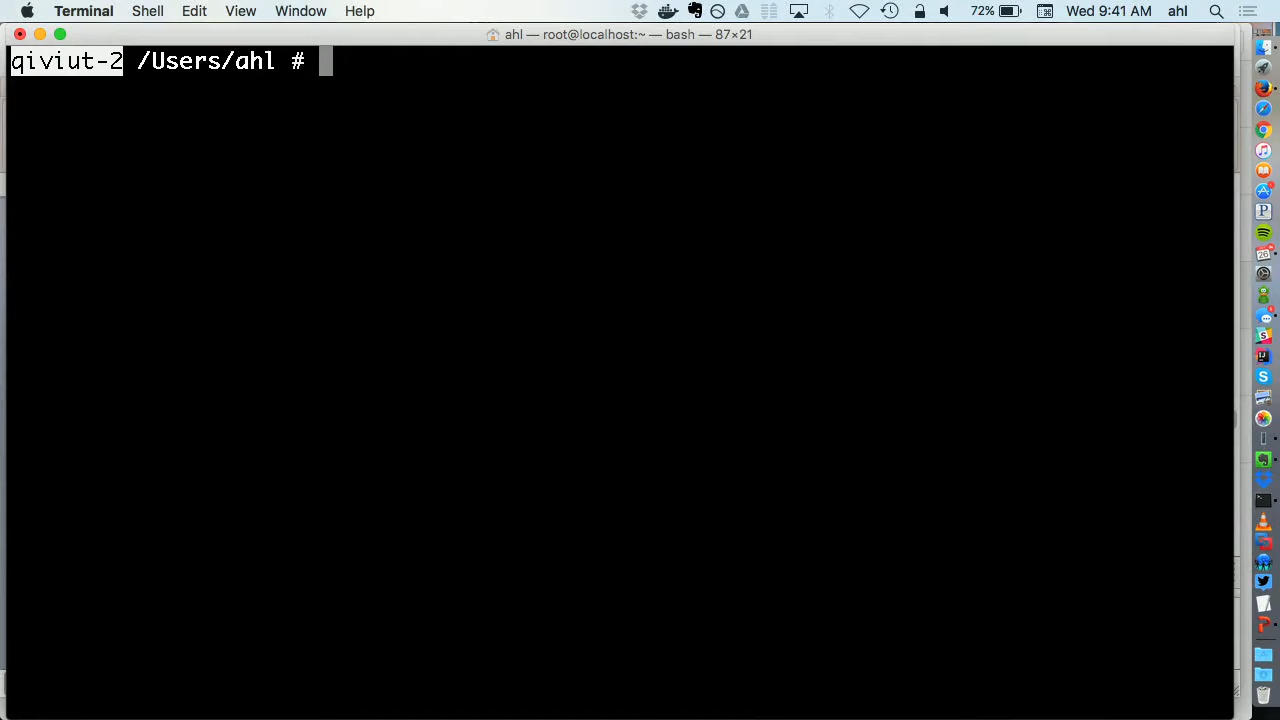 Terminal Shell Edit View Window Help 72% Wed 9:41 AM ahl
ahl — root@localhost:~ — bash — 87×21
qiviut-2 /Users/ahl #